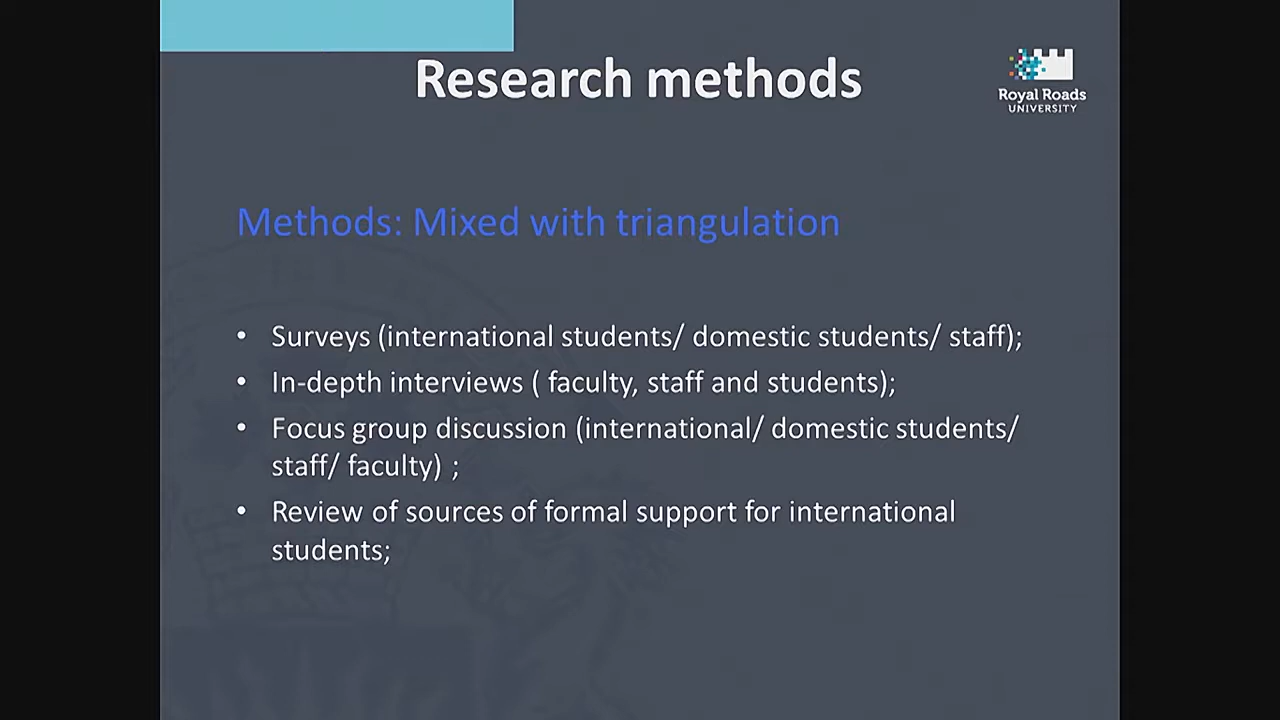 Research methods
Royal Roads
UNIVERSITY
Methods: Mixed with triangulation
• Surveys (international students/ domestic students/ staff);
• In-depth interviews ( faculty, staff and students);
• Focus group discussion (international/ domestic students/
staff/ faculty) ;
• Review of sources of formal support for international
students;